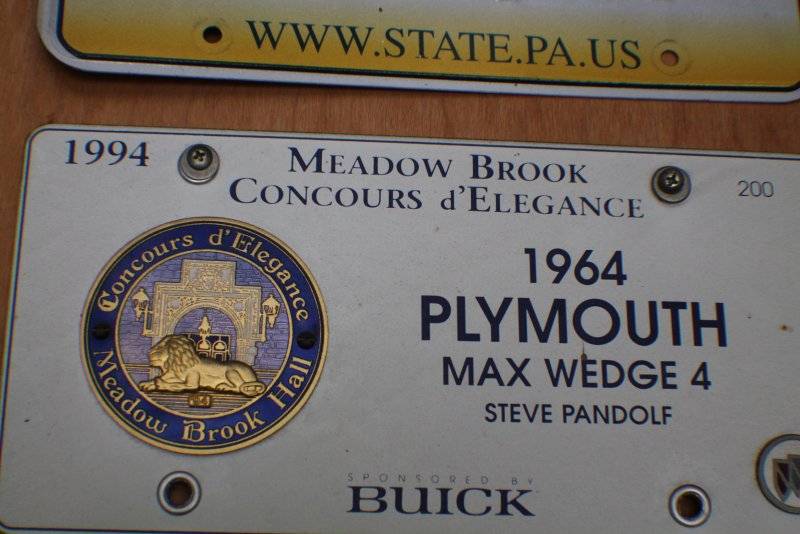 WWW.STATE.PA.US
1994
MEADOW BROOK
CONCOURS d'ELEGANCE
200
Concours d'Elegance
Meadow Brook Hall
1964
PLYMOUTH
MAX WEDGE 4
STEVE PANDOLF
SPONSORED BY
BUICK